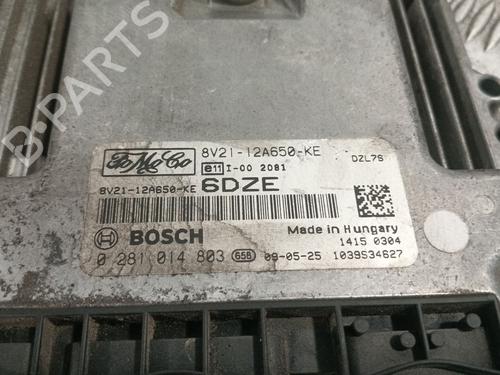 FoMoCo
8V21-12A650-KE
DZL7S
e11 I-00 2081
8V21-12A650-KE 6DZE
BOSCH
Made in Hungary
1415 0304
0 281 014 803 65B 09-05-25 1039S34627